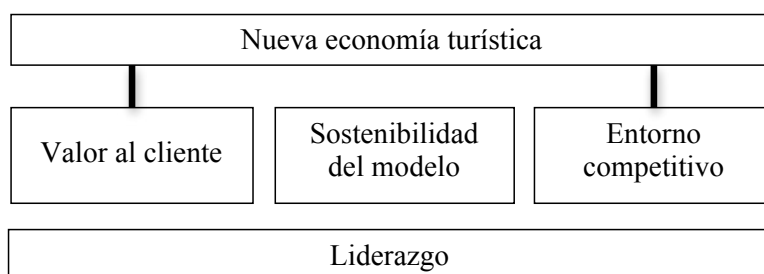 Nueva economía turística
Valor al cliente
Sostenibilidad
del modelo
Entorno
competitivo
Liderazgo